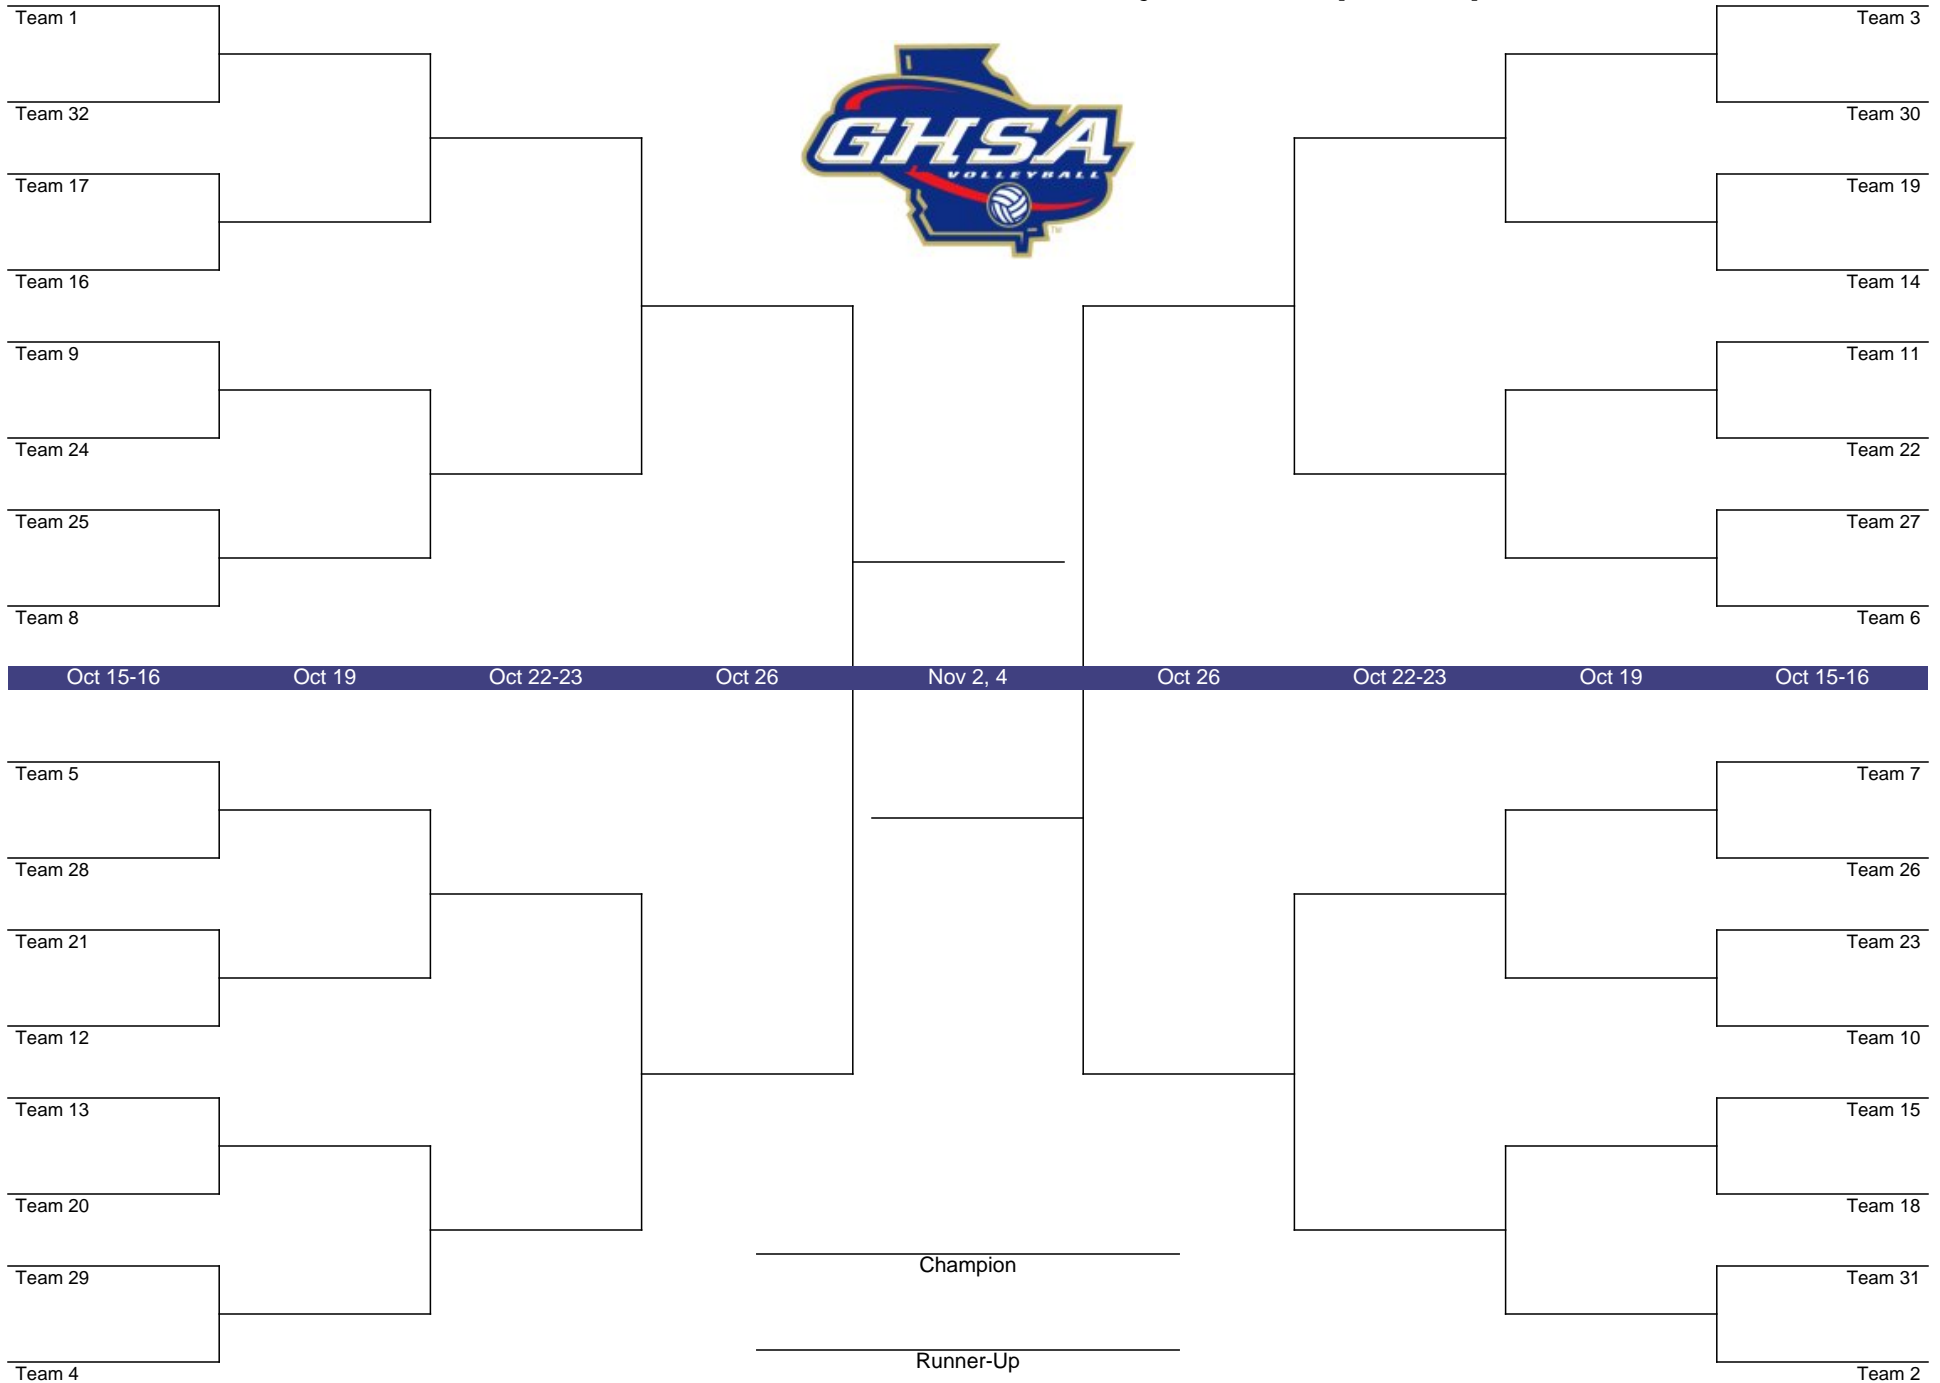 Team 1
Team 32
Team 17
Team 16
Team 9
Team 24
Team 25
Team 8
GHSA
VOLLEYBALL
TM
Team 3
Team 30
Team 19
Team 14
Team 11
Team 22
Team 27
Team 6
Oct 15-16 Oct 19 Oct 22-23 Oct 26 Nov 2, 4 Oct 26 Oct 22-23 Oct 19 Oct 15-16
Team 5
Team 28
Team 21
Team 12
Team 13
Team 20
Team 29
Team 4
Champion
Runner-Up
Team 7
Team 26
Team 23
Team 10
Team 15
Team 18
Team 31
Team 2